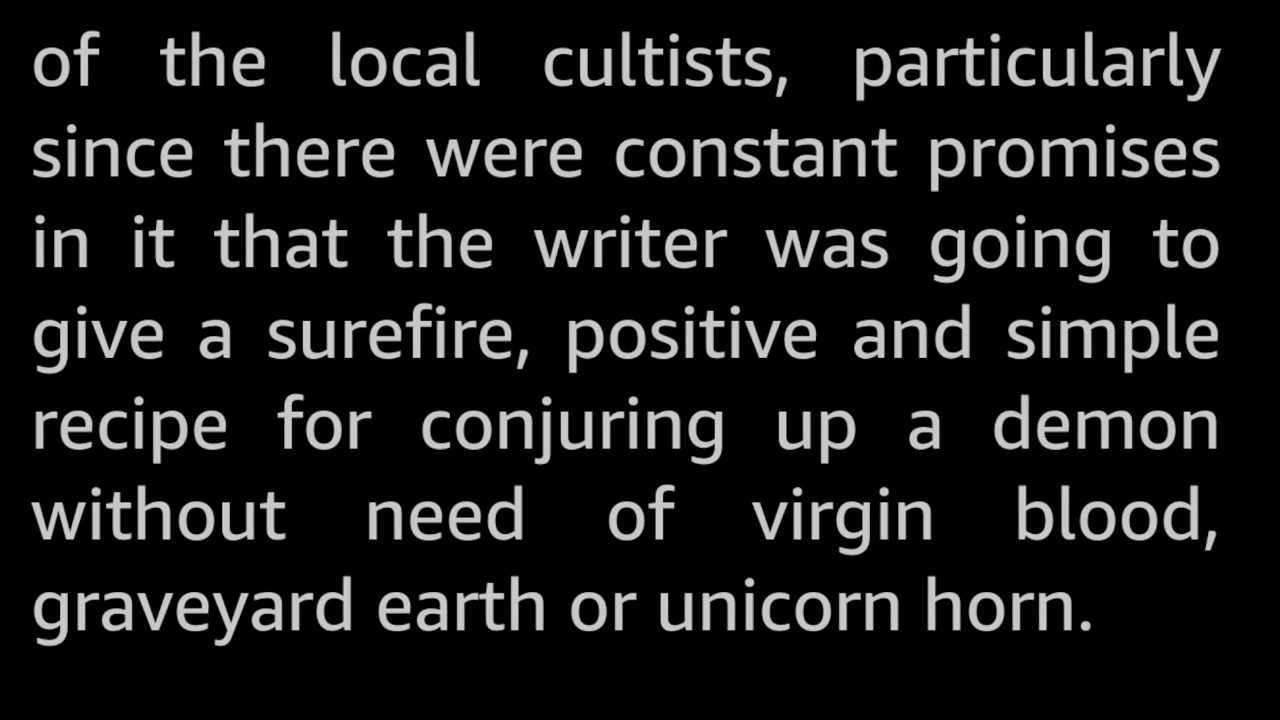 of the local cultists, particularly
since there were constant promises
in it that the writer was going to
give a surefire, positive and simple
recipe for conjuring up a demon
without need of virgin blood,
graveyard earth or unicorn horn.